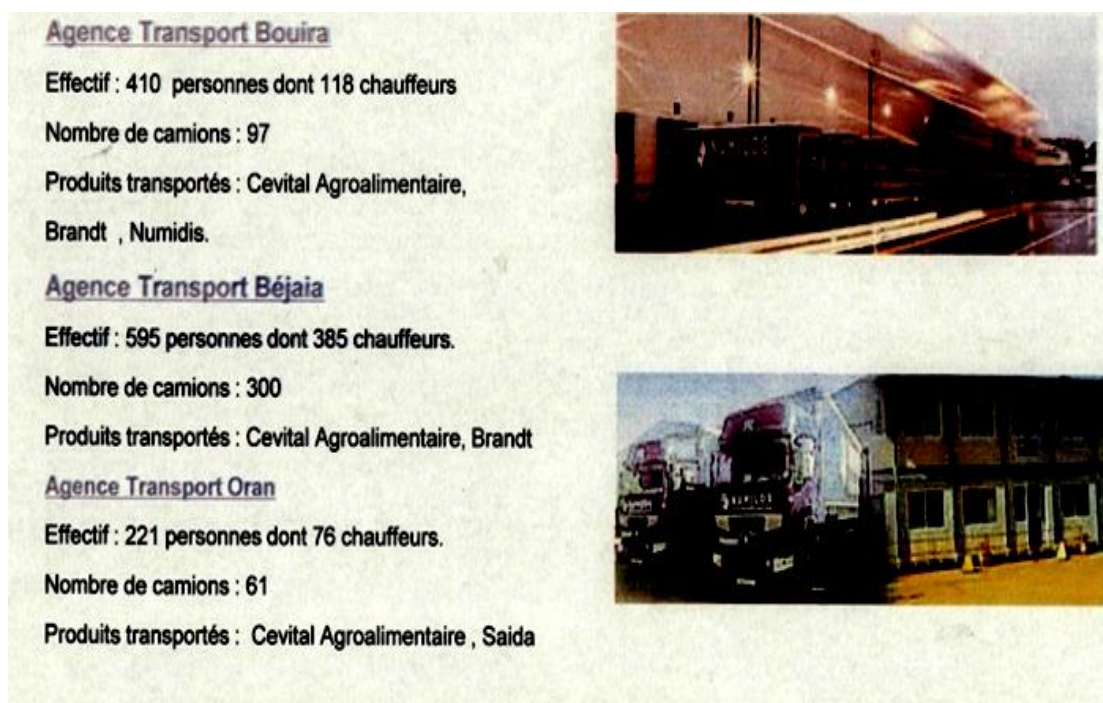 Agence Transport Bouira
Effectif : 410 personnes dont 118 chauffeurs
Nombre de camions : 97
Produits transportés : Cevital Agroalimentaire,
Brandt , Numidis.
Agence Transport Béjaia
Effectif : 595 personnes dont 385 chauffeurs.
Nombre de camions : 300
Produits transportés : Cevital Agroalimentaire, Brandt
Agence Transport Oran
Effectif : 221 personnes dont 76 chauffeurs.
Nombre de camions : 61
Produits transportés : Cevital Agroalimentaire , Saida
NUMILOG
NUMILOG